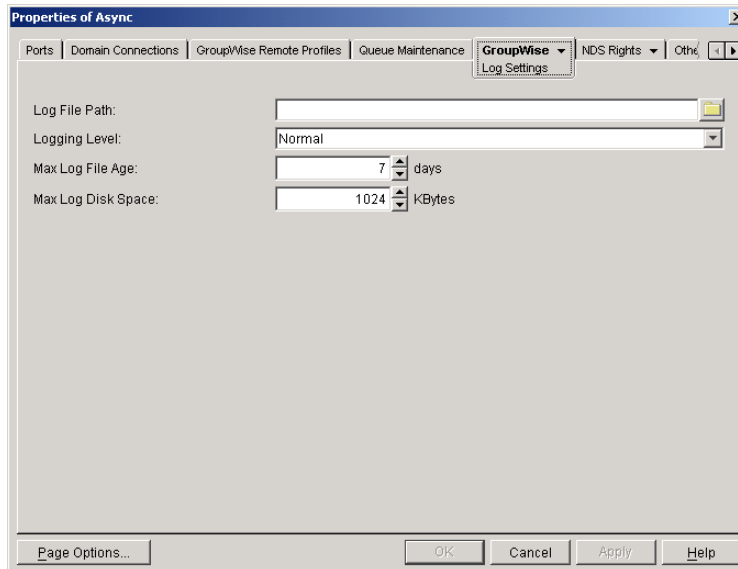 Properties of Async
Ports Domain Connections GroupWise Remote Profiles Queue Maintenance GroupWise NDS Rights Othe
Log Settings
Log File Path:
Logging Level: Normal
Max Log File Age: 7 days
Max Log Disk Space: 1024 KBytes
Page Options... OK Cancel Apply Help